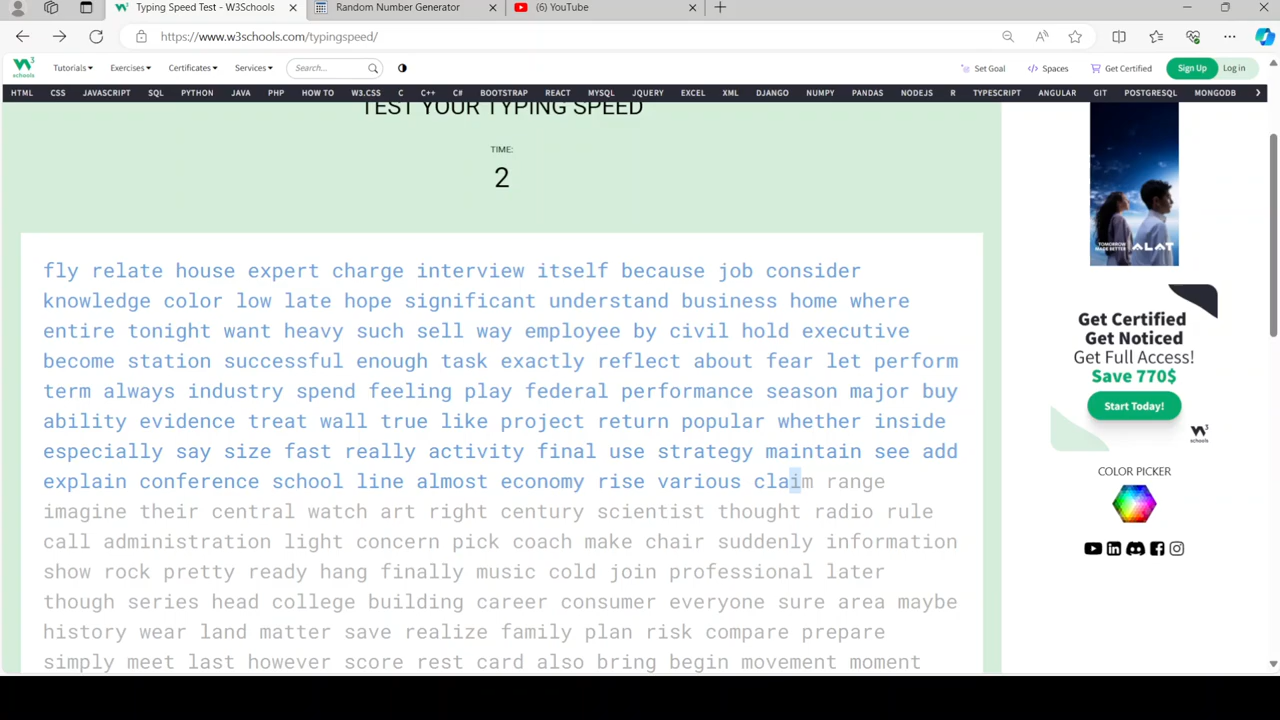 Typing Speed Test - W3Schools
Random Number Generator
(6) YouTube
https://www.w3schools.com/typingspeed/
W3 schools
Tutorials
Exercises
Certificates
Services
Search...
Set Goal
Spaces
Get Certified
Sign Up
Log in
HTML CSS JAVASCRIPT SQL PYTHON JAVA PHP HOW TO W3.CSS C C++ C# BOOTSTRAP REACT MYSQL JQUERY EXCEL XML DJANGO NUMPY PANDAS NODEJS R TYPESCRIPT ANGULAR GIT POSTGRESQL MONGODB
TEST YOUR TYPING SPEED
TIME:
2
fly relate house expert charge interview itself because job consider
knowledge color low late hope significant understand business home where
entire tonight want heavy such sell way employee by civil hold executive
become station successful enough task exactly reflect about fear let perform
term always industry spend feeling play federal performance season major buy
ability evidence treat wall true like project return popular whether inside
especially say size fast really activity final use strategy maintain see add
explain conference school line almost economy rise various claim range
imagine their central watch art right century scientist thought radio rule
call administration light concern pick coach make chair suddenly information
show rock pretty ready hang finally music cold join professional later
though series head college building career consumer everyone sure area maybe
history wear land matter save realize family plan risk compare prepare
simply meet last however score rest card also bring begin movement moment
TOMORROW
MADE BETTER
ALAT
Get Certified
Get Noticed
Get Full Access!
Save 770$
Start Today!
W3
COLOR PICKER